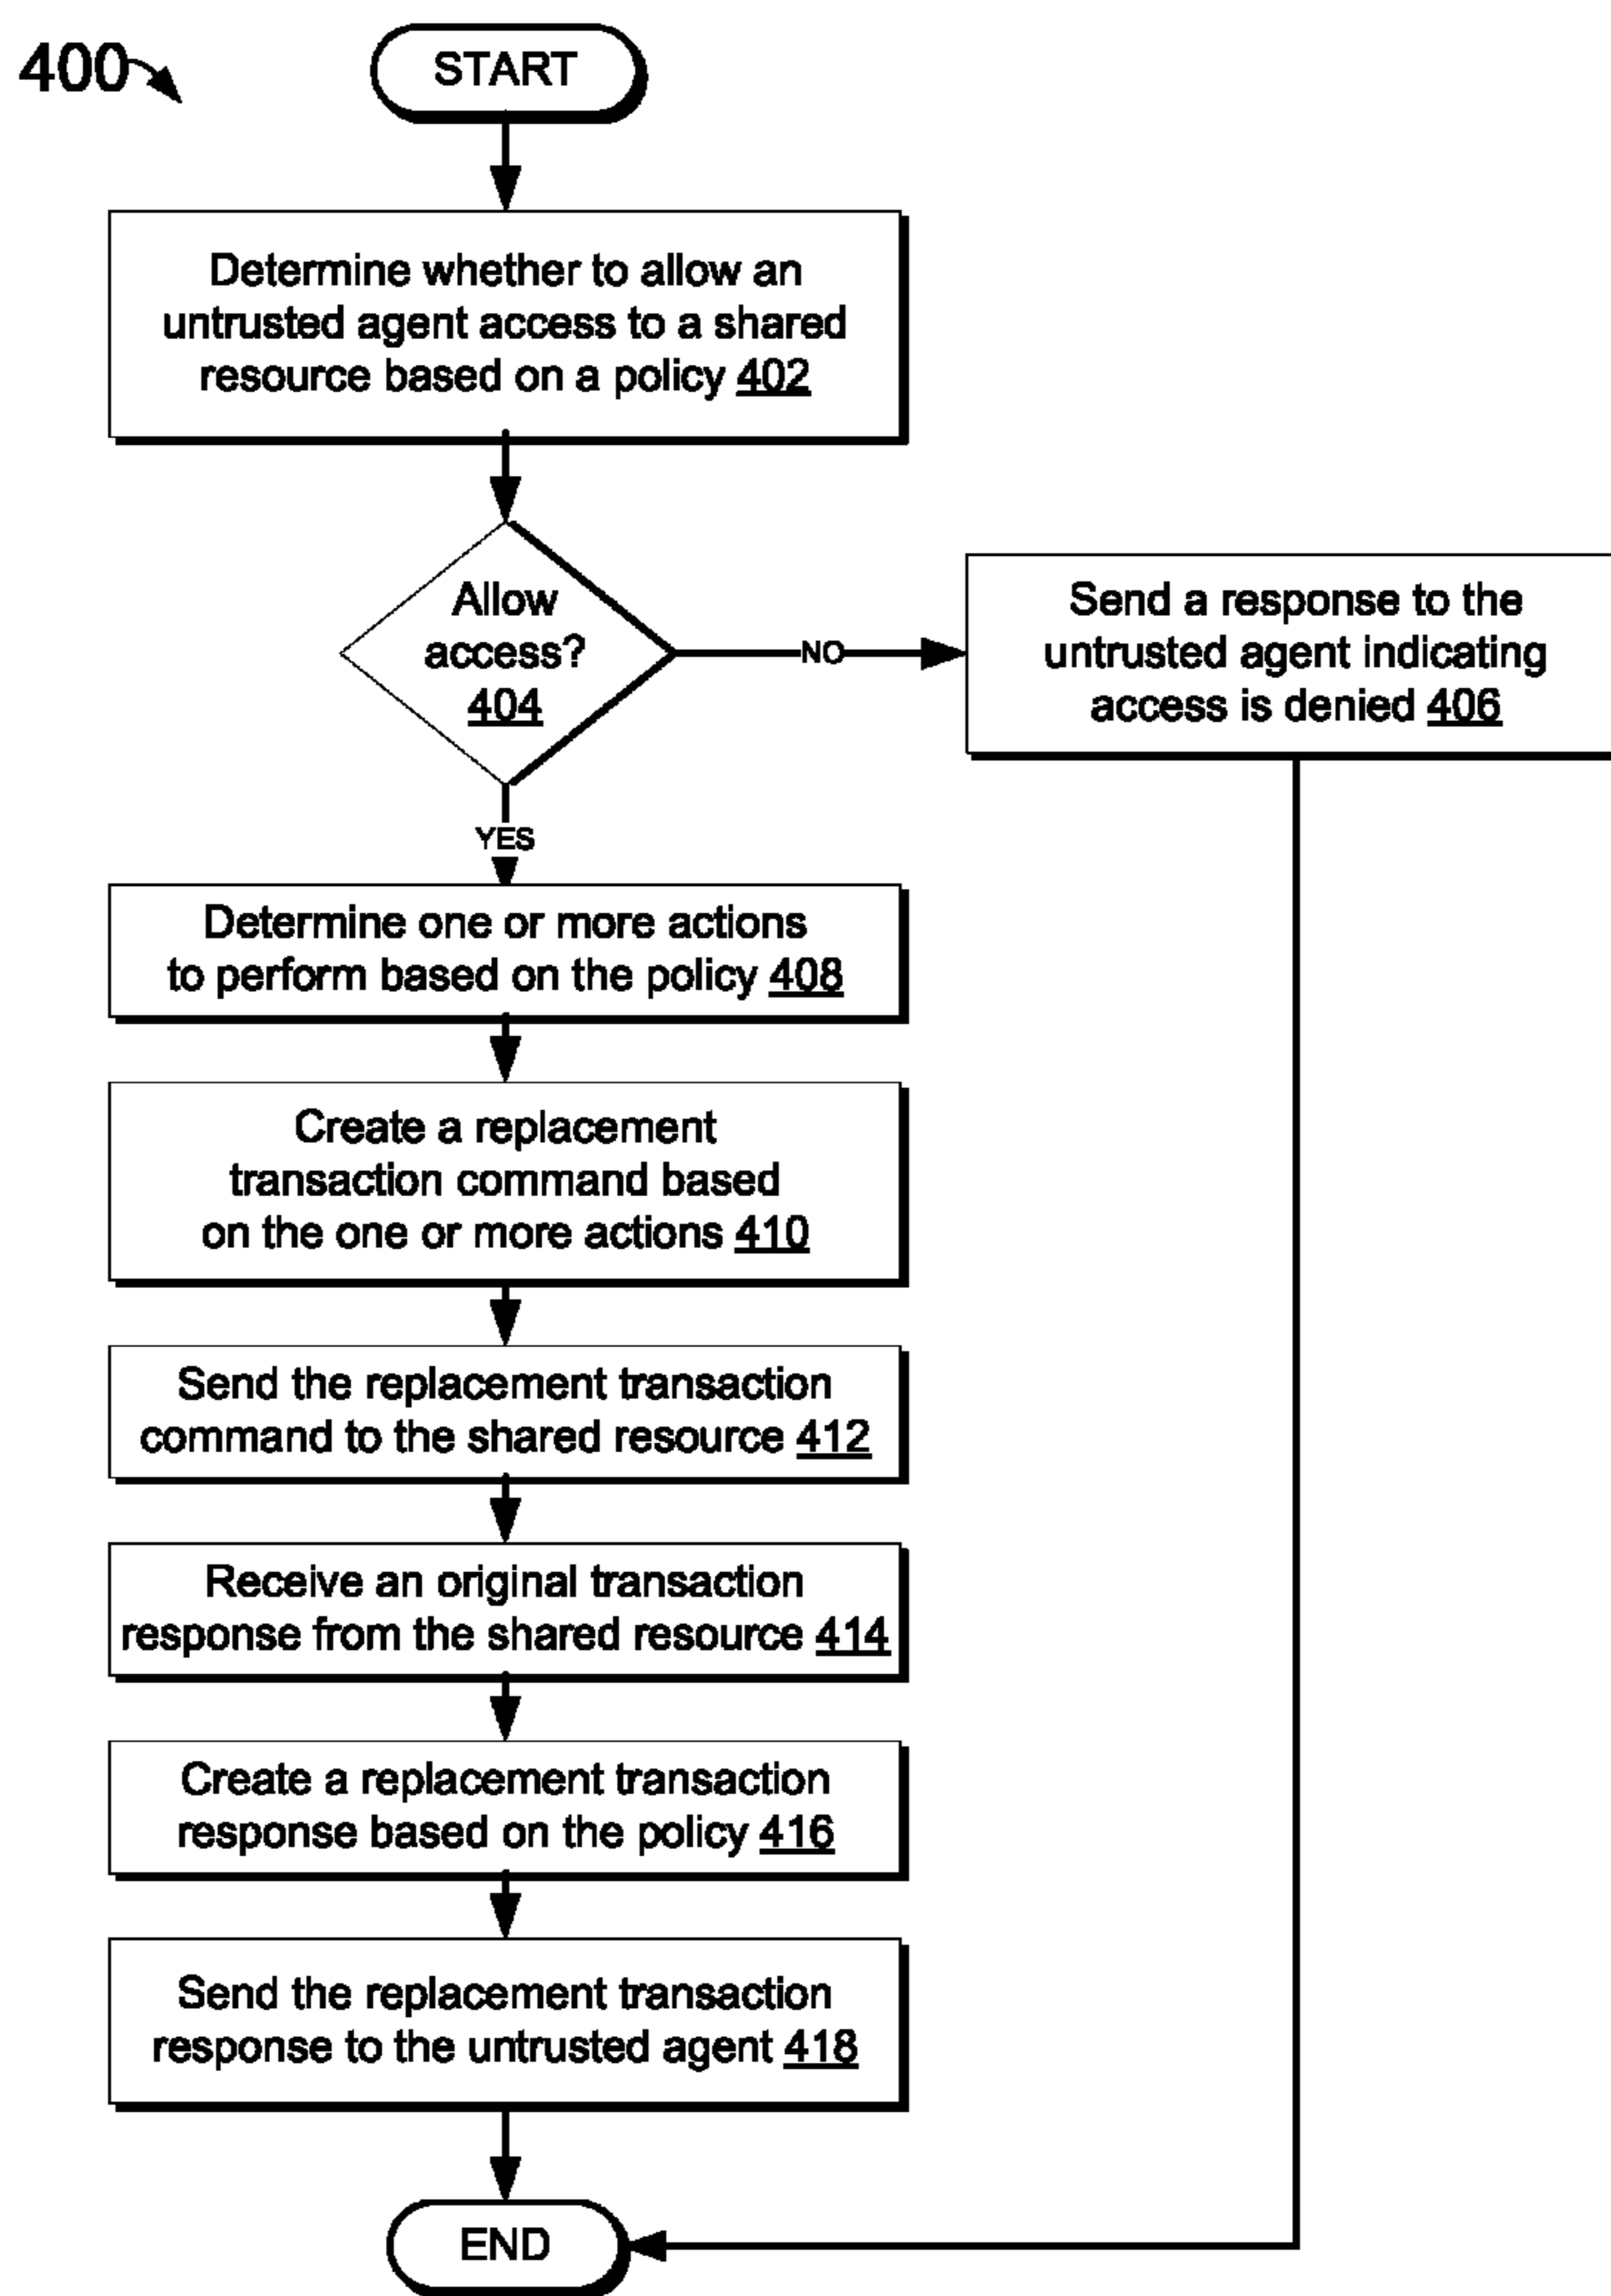 400
START
Determine whether to allow an
untrusted agent access to a shared
resource based on a policy 402
Allow
access?
404
NO
Send a response to the
untrusted agent indicating
access is denied 406
YES
Determine one or more actions
to perform based on the policy 408
Create a replacement
transaction command based
on the one or more actions 410
Send the replacement transaction
command to the shared resource 412
Receive an original transaction
response from the shared resource 414
Create a replacement transaction
response based on the policy 416
Send the replacement transaction
response to the untrusted agent 418
END